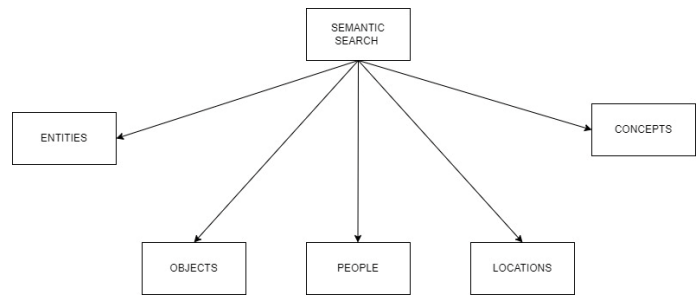 SEMANTIC
SEARCH
ENTITIES
CONCEPTS
OBJECTS
PEOPLE
LOCATIONS